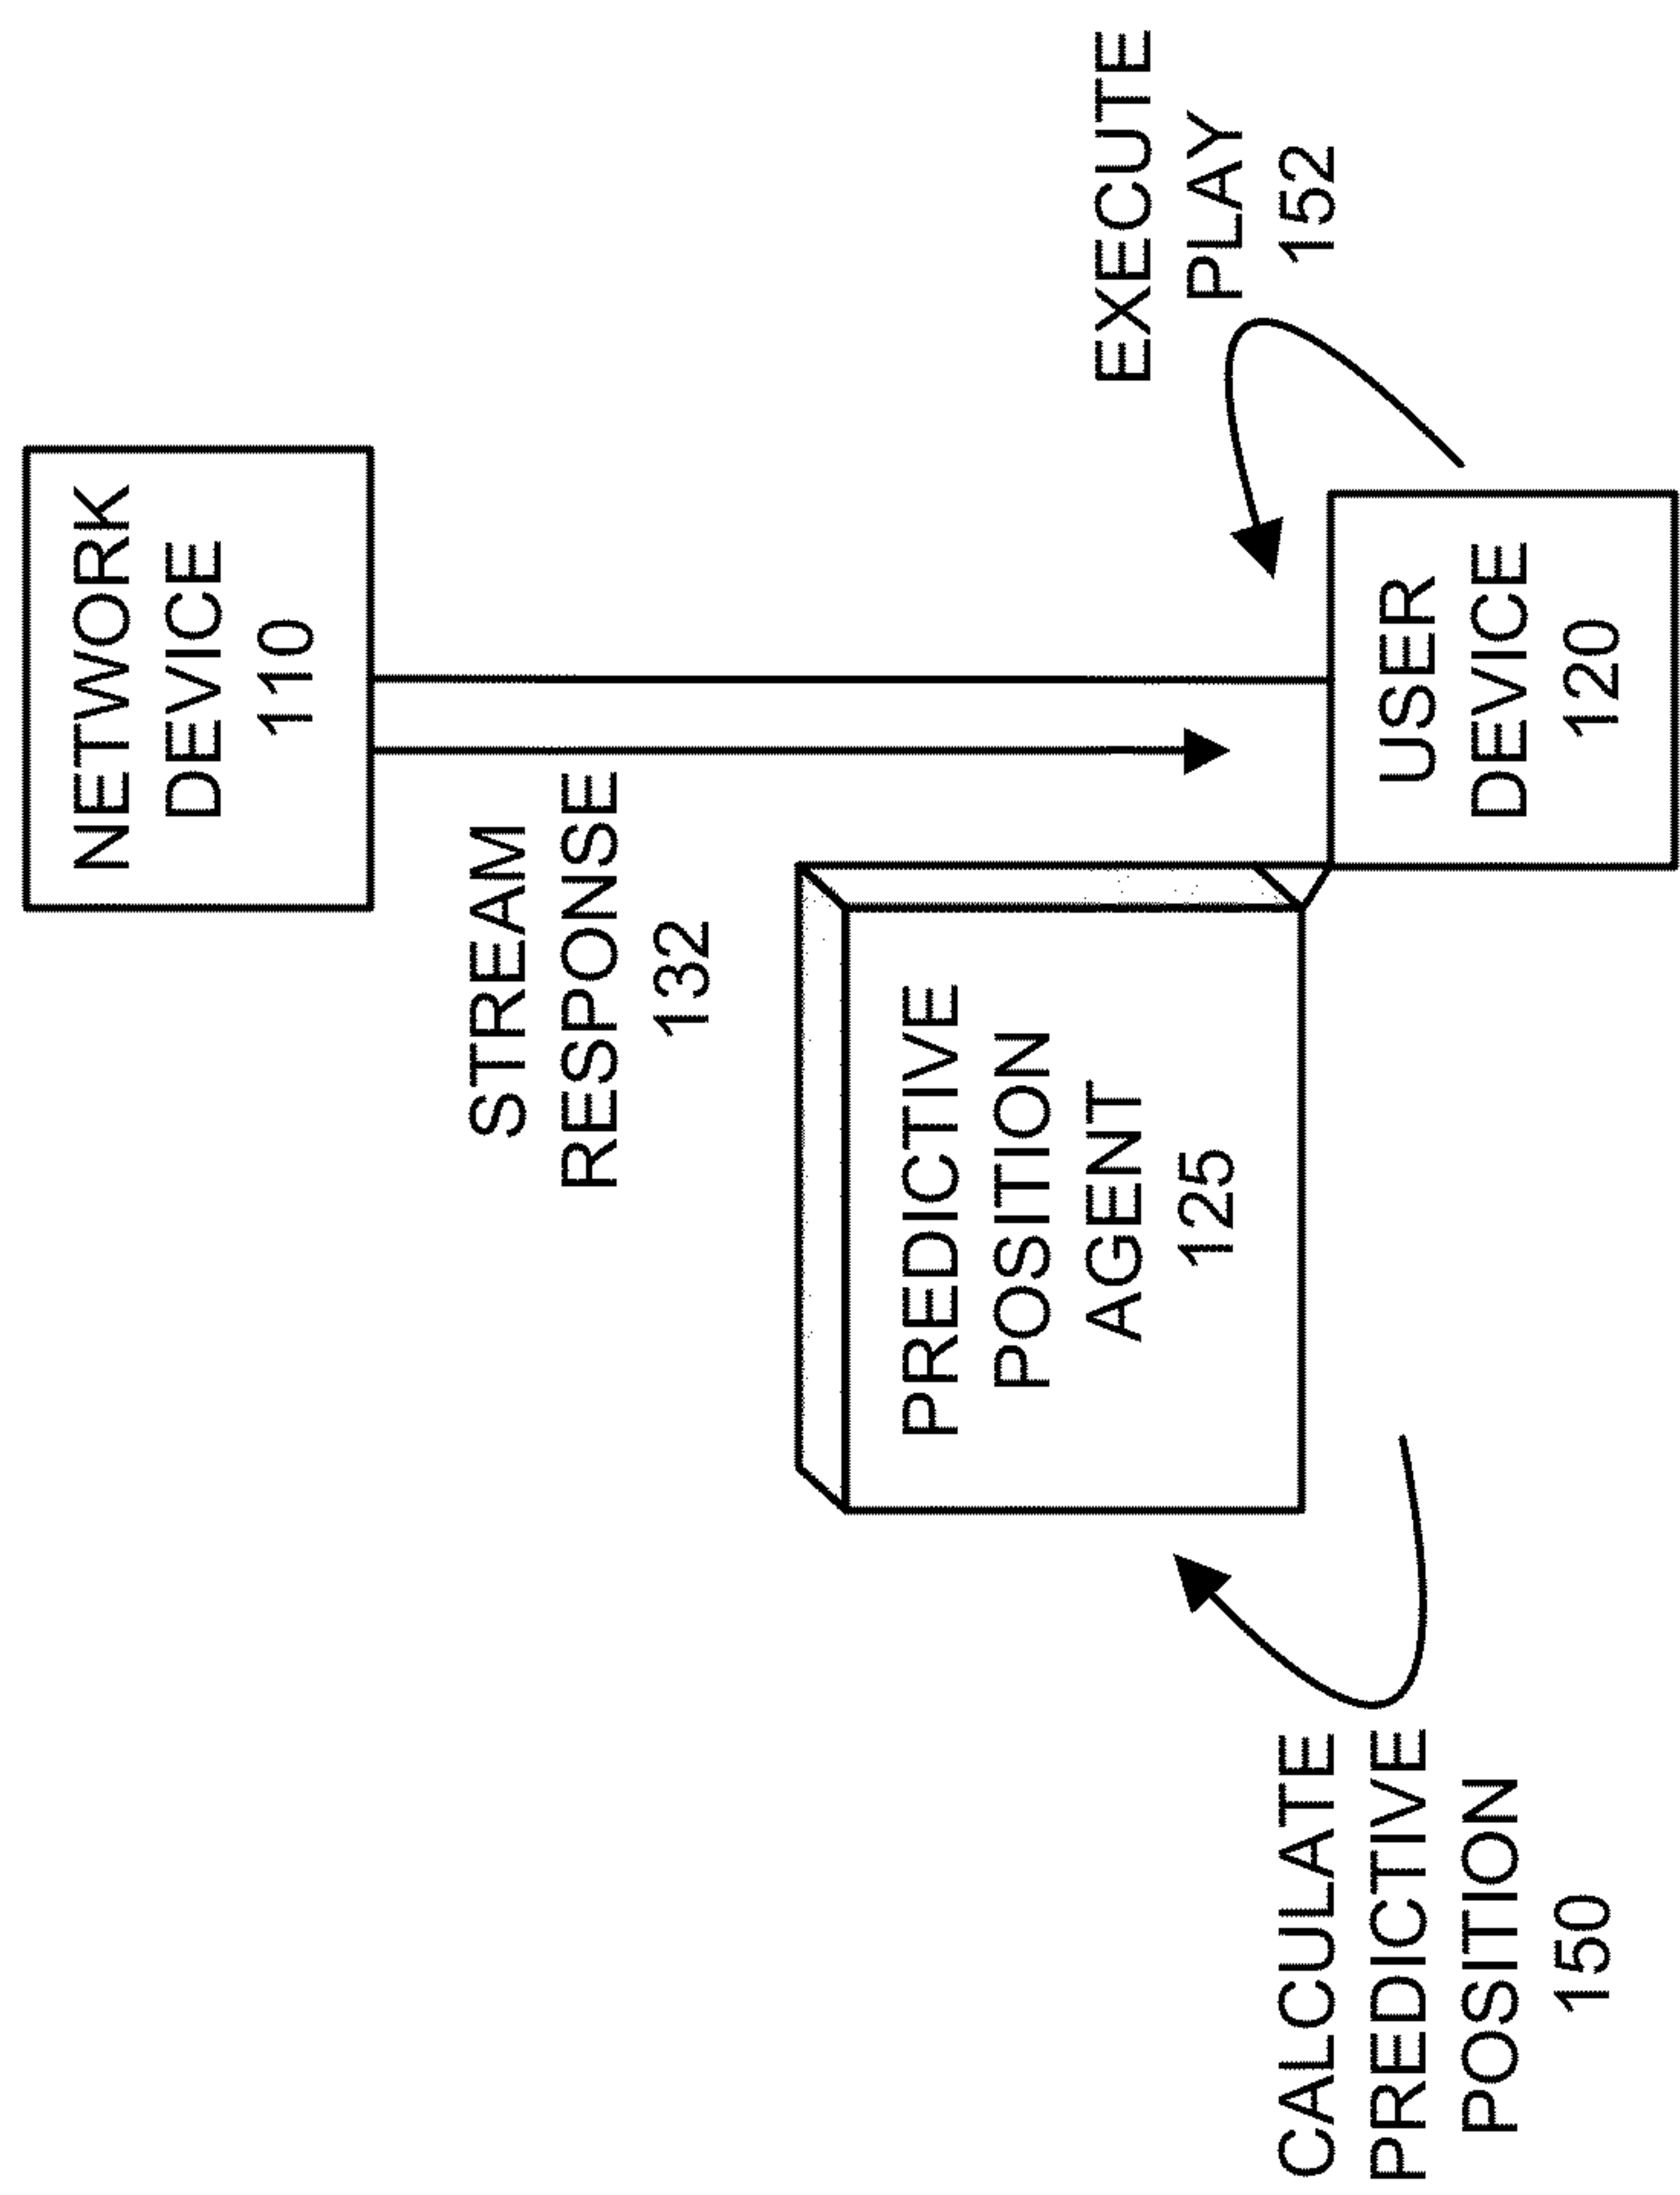 NETWORK
DEVICE
110
STREAM
RESPONSE
132
PREDICTIVE
POSITION
AGENT
125
USER
DEVICE
120
EXECUTE
PLAY
152
CALCULATE
PREDICTIVE
POSITION
150